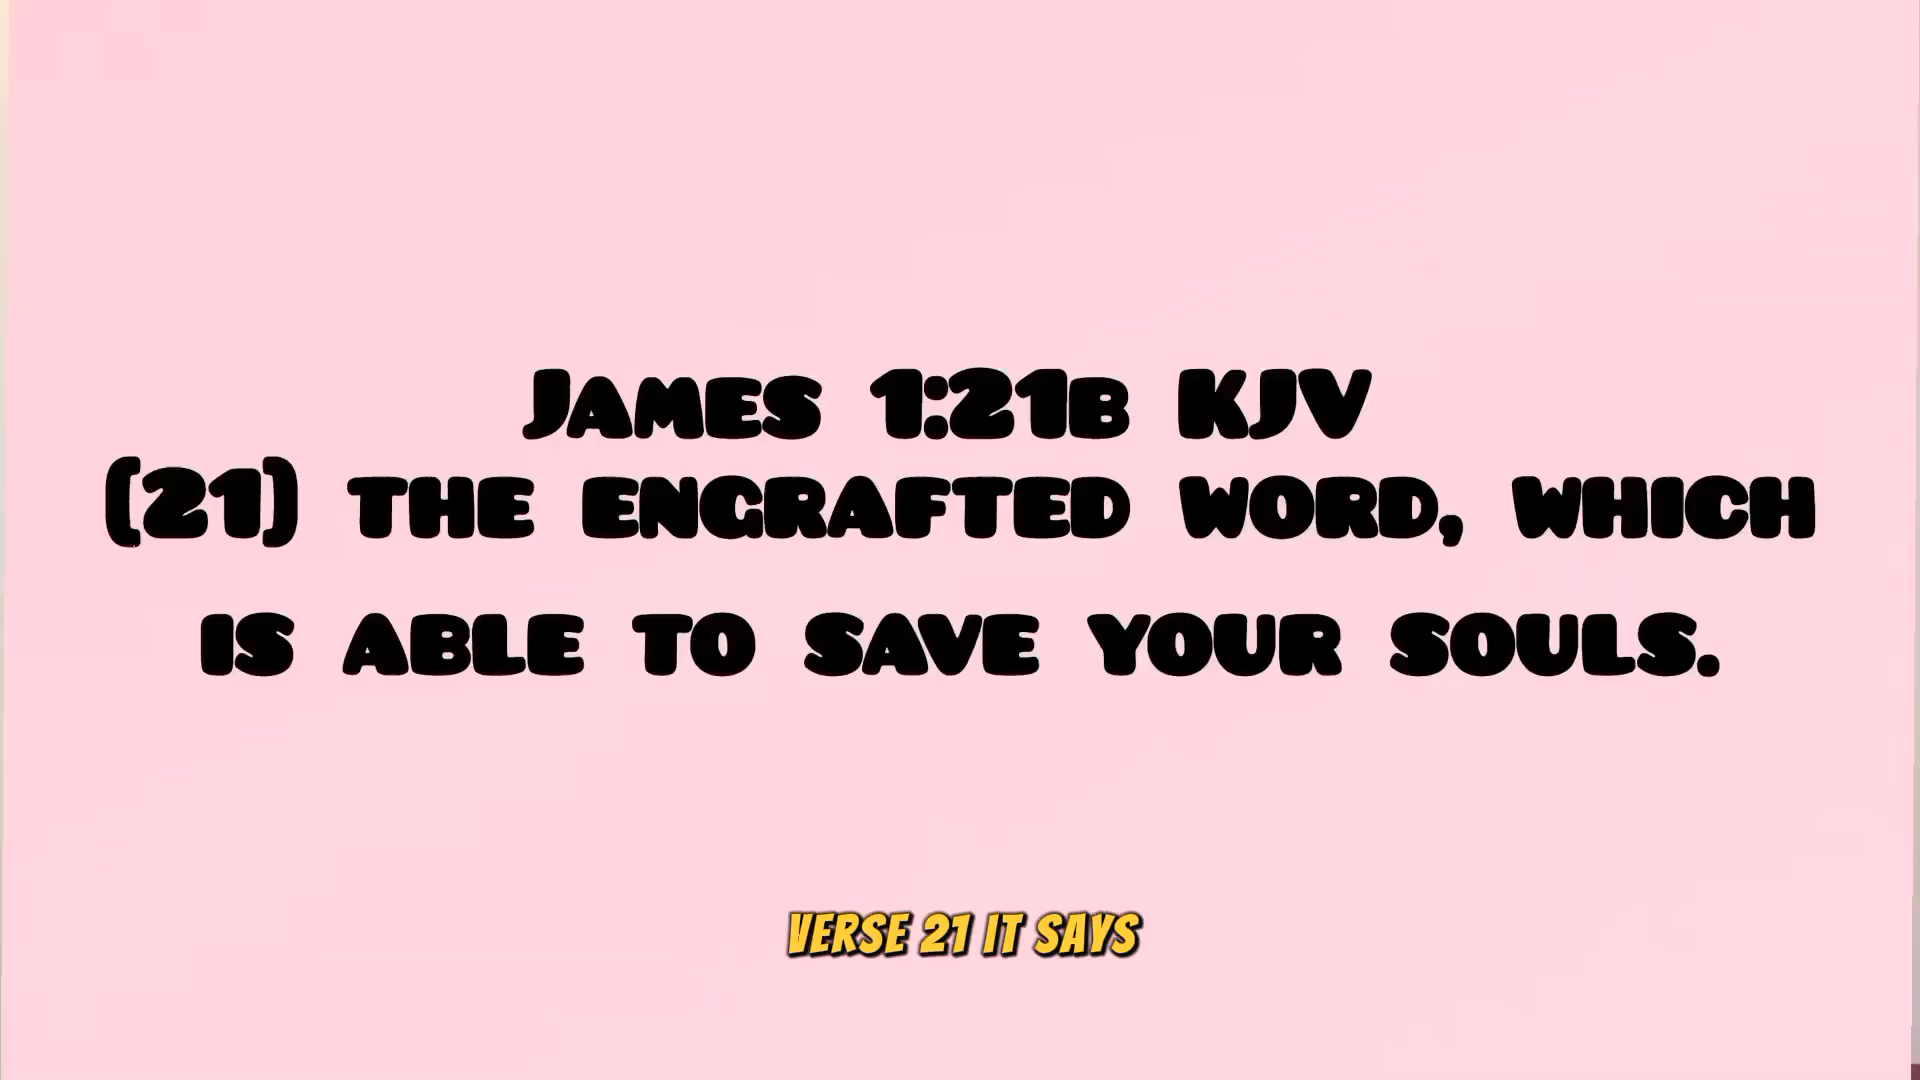 James 1:21b KJV
(21) the engrafted word, which
is able to save your souls.
VERSE 21 IT SAYS